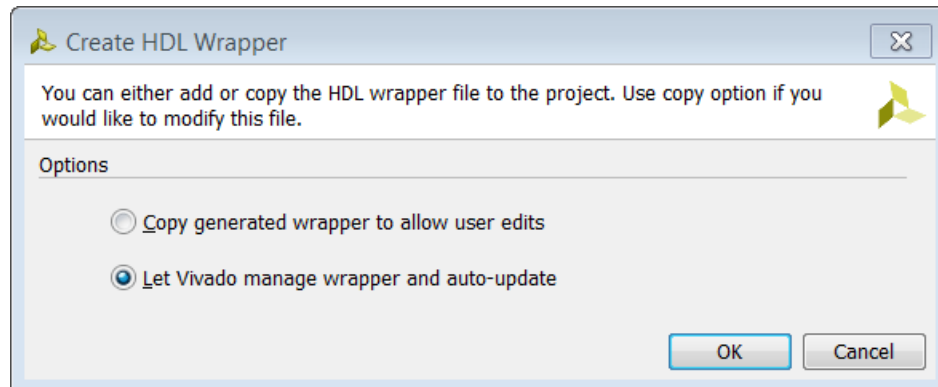 Create HDL Wrapper
You can either add or copy the HDL wrapper file to the project. Use copy option if you
would like to modify this file.
Options
Copy generated wrapper to allow user edits
Let Vivado manage wrapper and auto-update
OK
Cancel